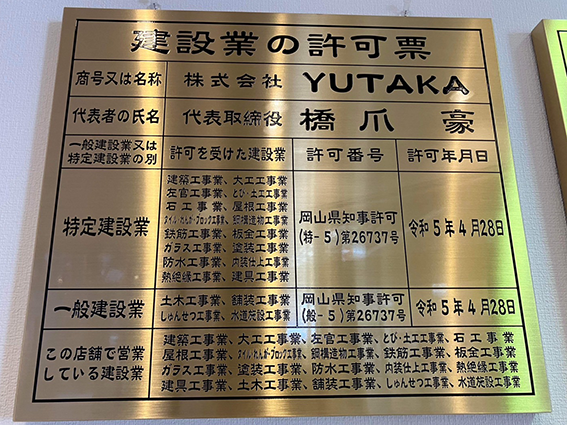 建設業の許可票
商号又は名称 株式会社 YUTAKA
代表者の氏名 代表取締役 橋爪 豪
一般建設業又は
特定建設業の別
許可を受けた建設業 許可番号 許可年月日
特定建設業
建築工事業、大工工事業
左官工事業、とび・土工工事業
石工事業、屋根工事業
タイル・れんが・ブロック工事業、鋼構造物工事業
鉄筋工事業、板金工事業
ガラス工事業、塗装工事業
防水工事業、内装仕上工事業
熱絶縁工事業、建具工事業
岡山県知事許可
(特-5)第26737号
令和5年4月28日
一般建設業
土木工事業、舗装工事業
しゅんせつ工事業、水道施設工事業
岡山県知事許可
(般-5)第26737号
令和5年4月28日
この店舗で営業
している建設業
建築工事業、大工工事業、左官工事業、とび・土工工事業、石工事業
屋根工事業、タイル・れんが・ブロック工事業、鋼構造物工事業、鉄筋工事業、板金工事業
ガラス工事業、塗装工事業、防水工事業、内装仕上工事業、熱絶縁工事業
建具工事業、土木工事業、舗装工事業、しゅんせつ工事業、水道施設工事業